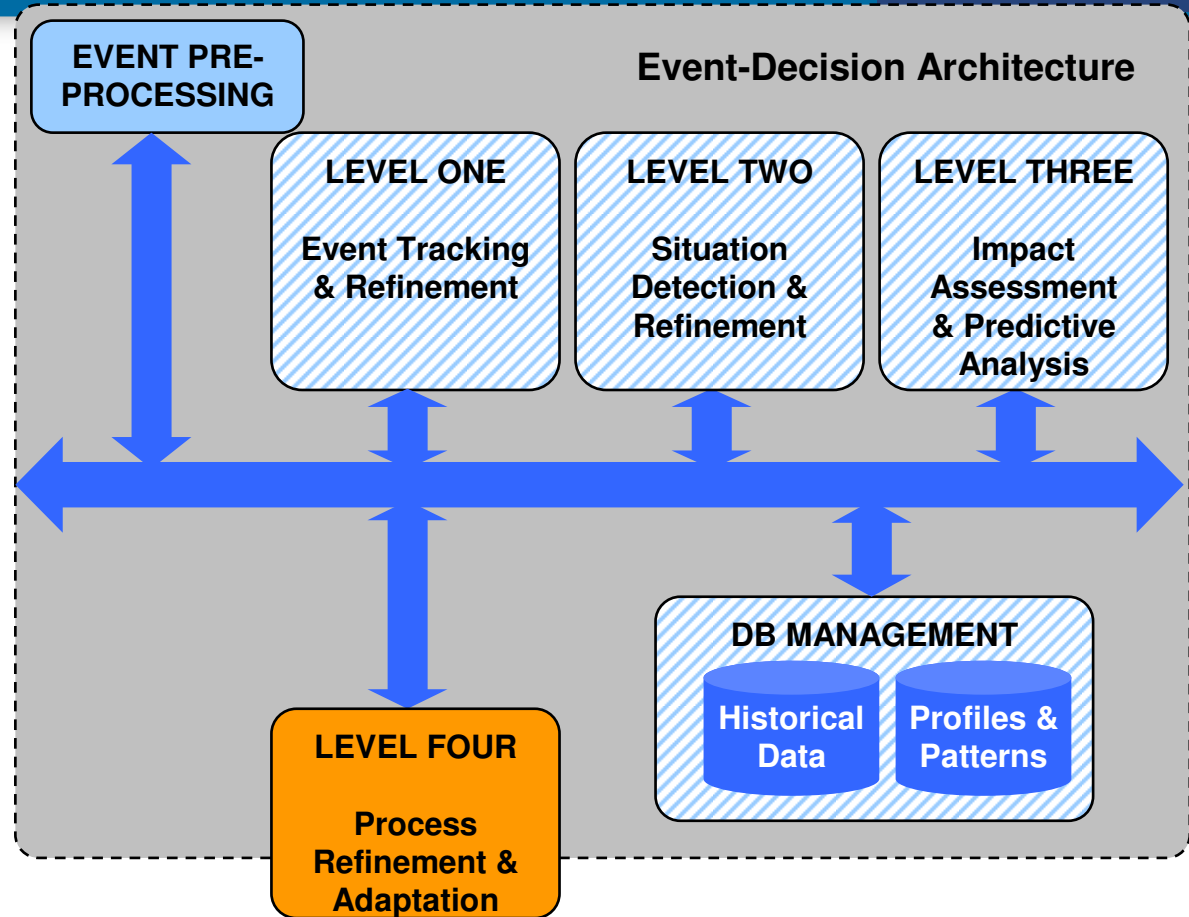 EVENT PRE-
PROCESSING
Event-Decision Architecture
LEVEL ONE
Event Tracking
& Refinement
LEVEL TWO
Situation
Detection &
Refinement
LEVEL THREE
Impact
Assessment
& Predictive
Analysis
DB MANAGEMENT
Historical
Data
Profiles &
Patterns
LEVEL FOUR
Process
Refinement &
Adaptation